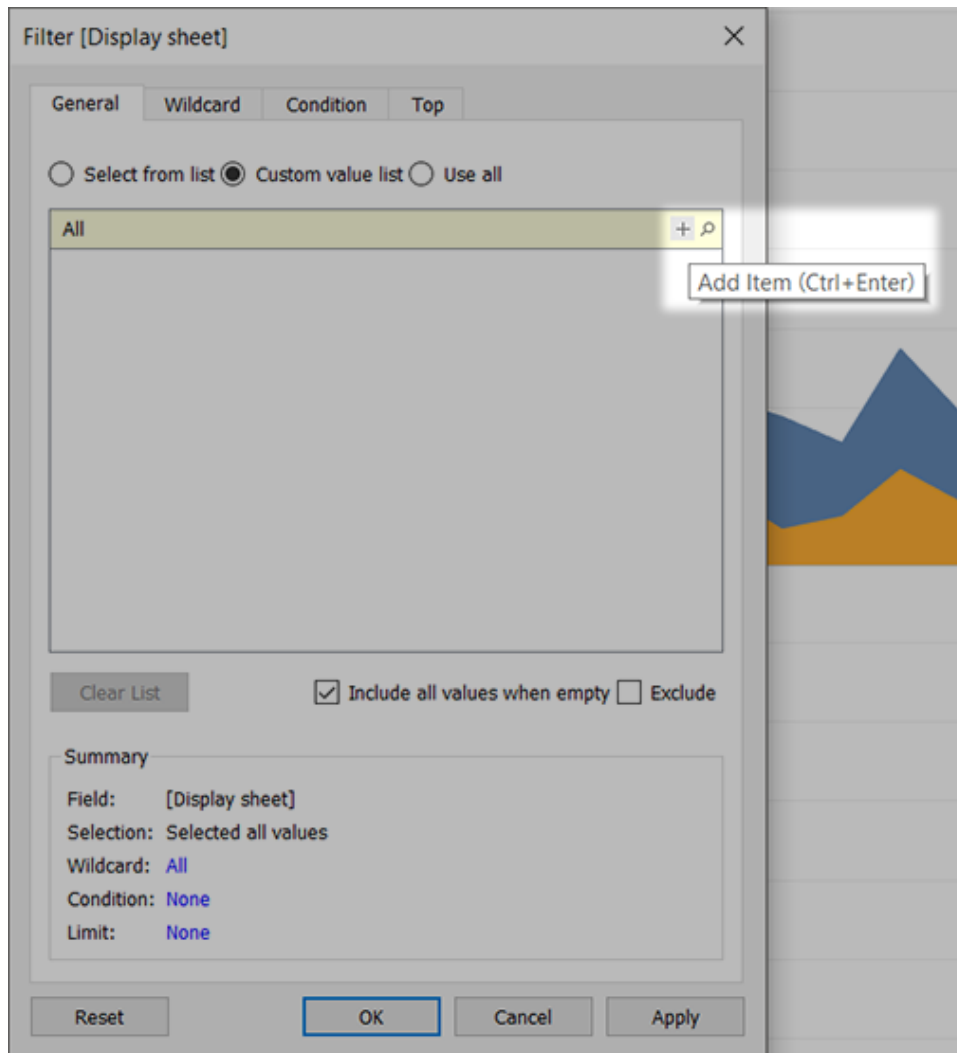 Filter [Display sheet]
General Wildcard Condition Top
Select from list Custom value list Use all
All
Add Item (Ctrl+Enter)
Clear List Include all values when empty Exclude
Summary
Field: [Display sheet]
Selection: Selected all values
Wildcard: All
Condition: None
Limit: None
Reset OK Cancel Apply